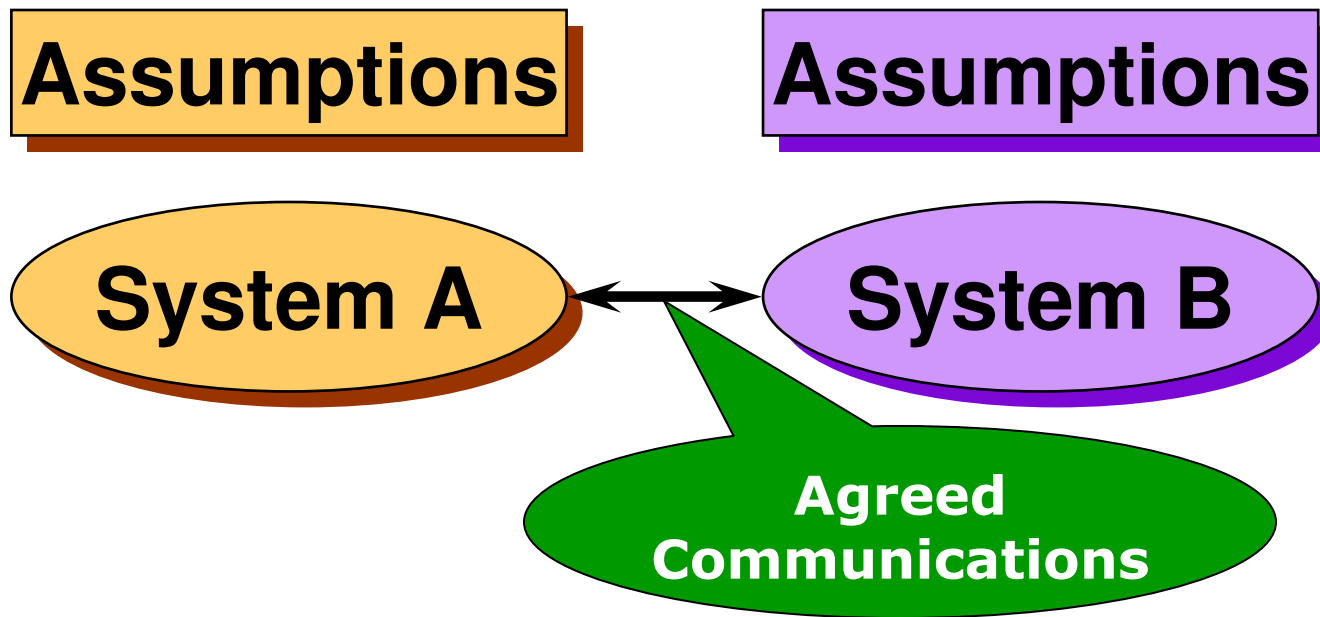 Assumptions
Assumptions
System A
System B
Agreed
Communications